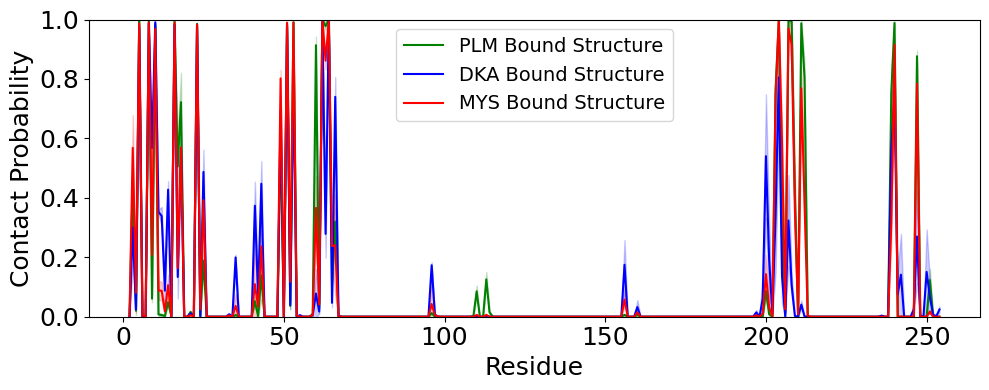 1.0
0.8
0.6
0.4
0.2
0.0
Contact Probability
PLM Bound Structure
DKA Bound Structure
MYS Bound Structure
0 50 100 150 200 250
Residue